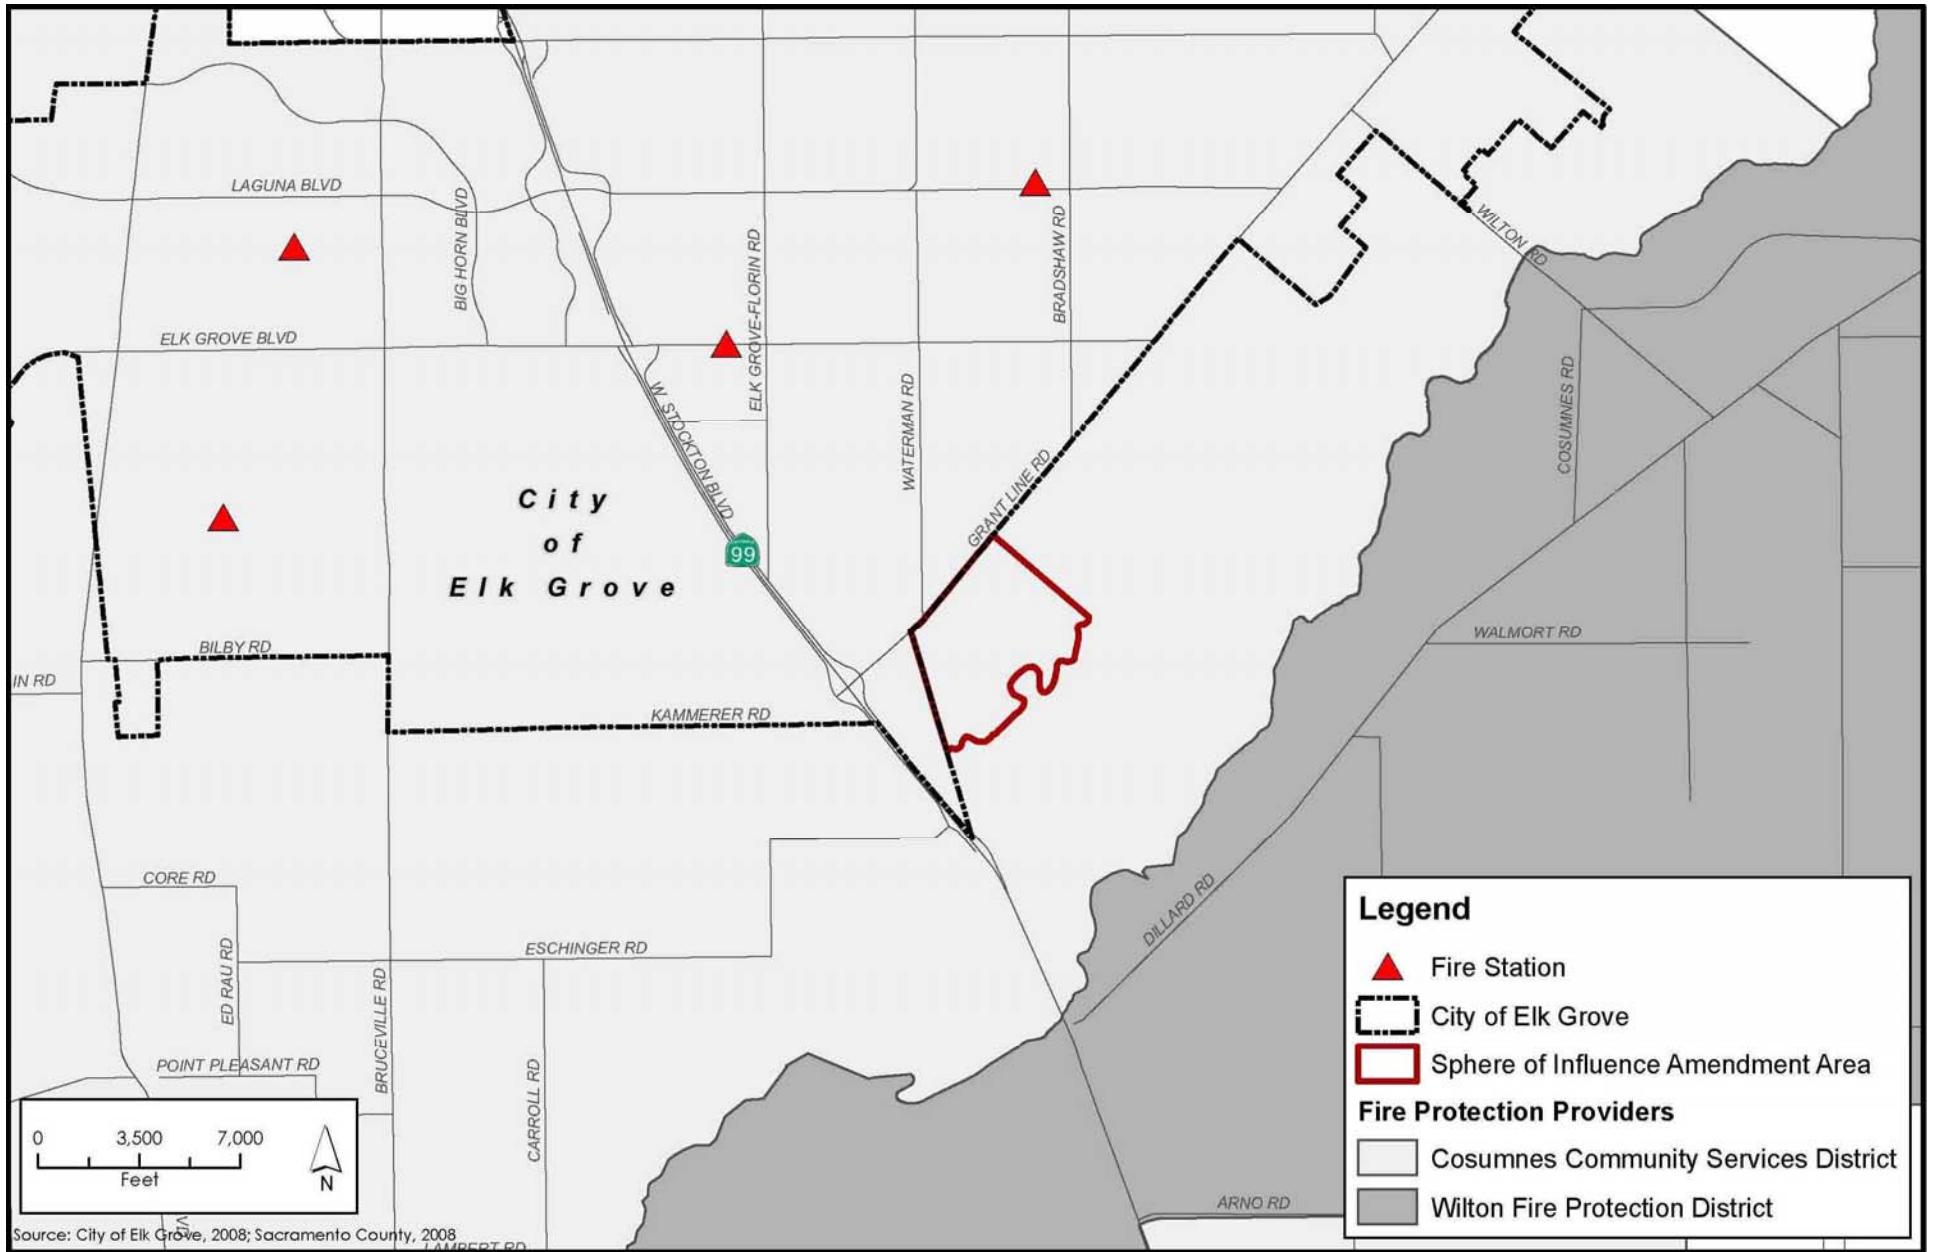 LAGUNA BLVD
BIG HORN BLVD
ELK GROVE-FLORIN RD
BRADSHAW RD
WILTON RD
ELK GROVE BLVD
W. STOCKTON BLVD
WATERMAN RD
COSUMNES RD
GRANT LINE RD
City
of
Elk Grove
99
BILBY RD
IN RD
KAMMERER RD
WALMORT RD
CORE RD
ED RAU RD
ESCHINGER RD
BRUCEVILLE RD
DILLARD RD
POINT PLEASANT RD
CARROLL RD
ARNO RD
LAMBERT RD
VD
0 3,500 7,000
Feet
N
Source: City of Elk Grove, 2008; Sacramento County, 2008
Legend
Fire Station
City of Elk Grove
Sphere of Influence Amendment Area
Fire Protection Providers
Cosumnes Community Services District
Wilton Fire Protection District